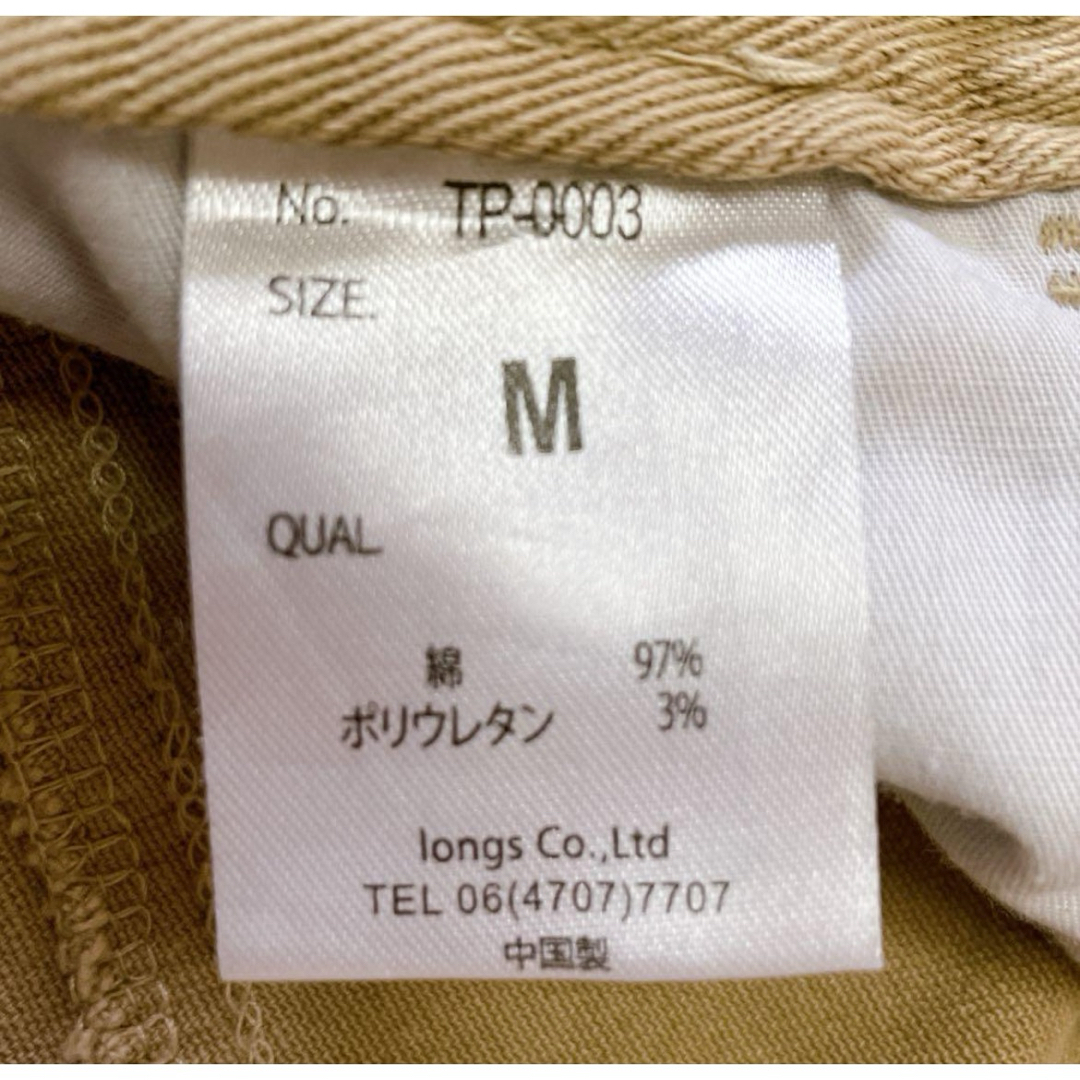 No. TP-0003
SIZE.
M
QUAL.
綿 97%
ポリウレタン 3%
longs Co.,Ltd
TEL 06(4707)7707
中国製